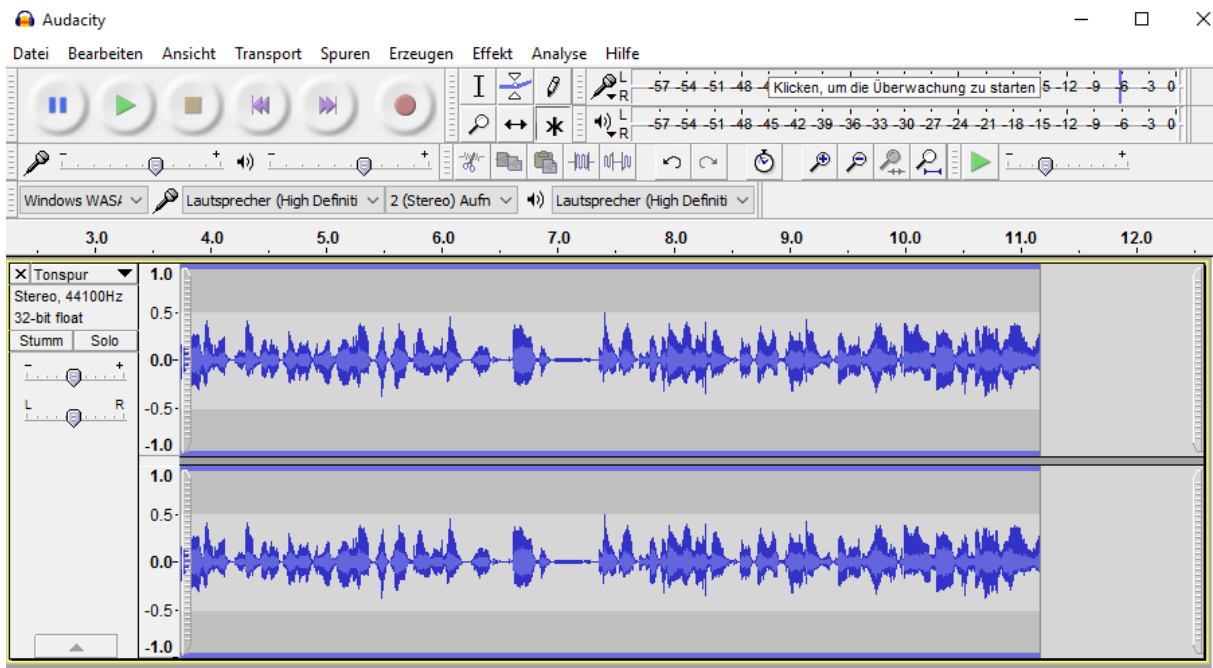 Audacity
Datei Bearbeiten Ansicht Transport Spuren Erzeugen Effekt Analyse Hilfe
L
R
-57 -54 -51 -48 -4 Klicken, um die Überwachung zu starten 5 -12 -9 -6 -3 0
L
R
-57 -54 -51 -48 -45 -42 -39 -36 -33 -30 -27 -24 -21 -18 -15 -12 -9 -6 -3 0
- + - + - +
Windows WASA Lautsprecher (High Definiti 2 (Stereo) Aufn Lautsprecher (High Definiti
3.0 4.0 5.0 6.0 7.0 8.0 9.0 10.0 11.0 12.0
X Tonspur
Stereo, 44100Hz
32-bit float
Stumm Solo
- +
L R
1.0
0.5-
0.0-
-0.5-
-1.0
1.0
0.5-
0.0-
-0.5-
-1.0